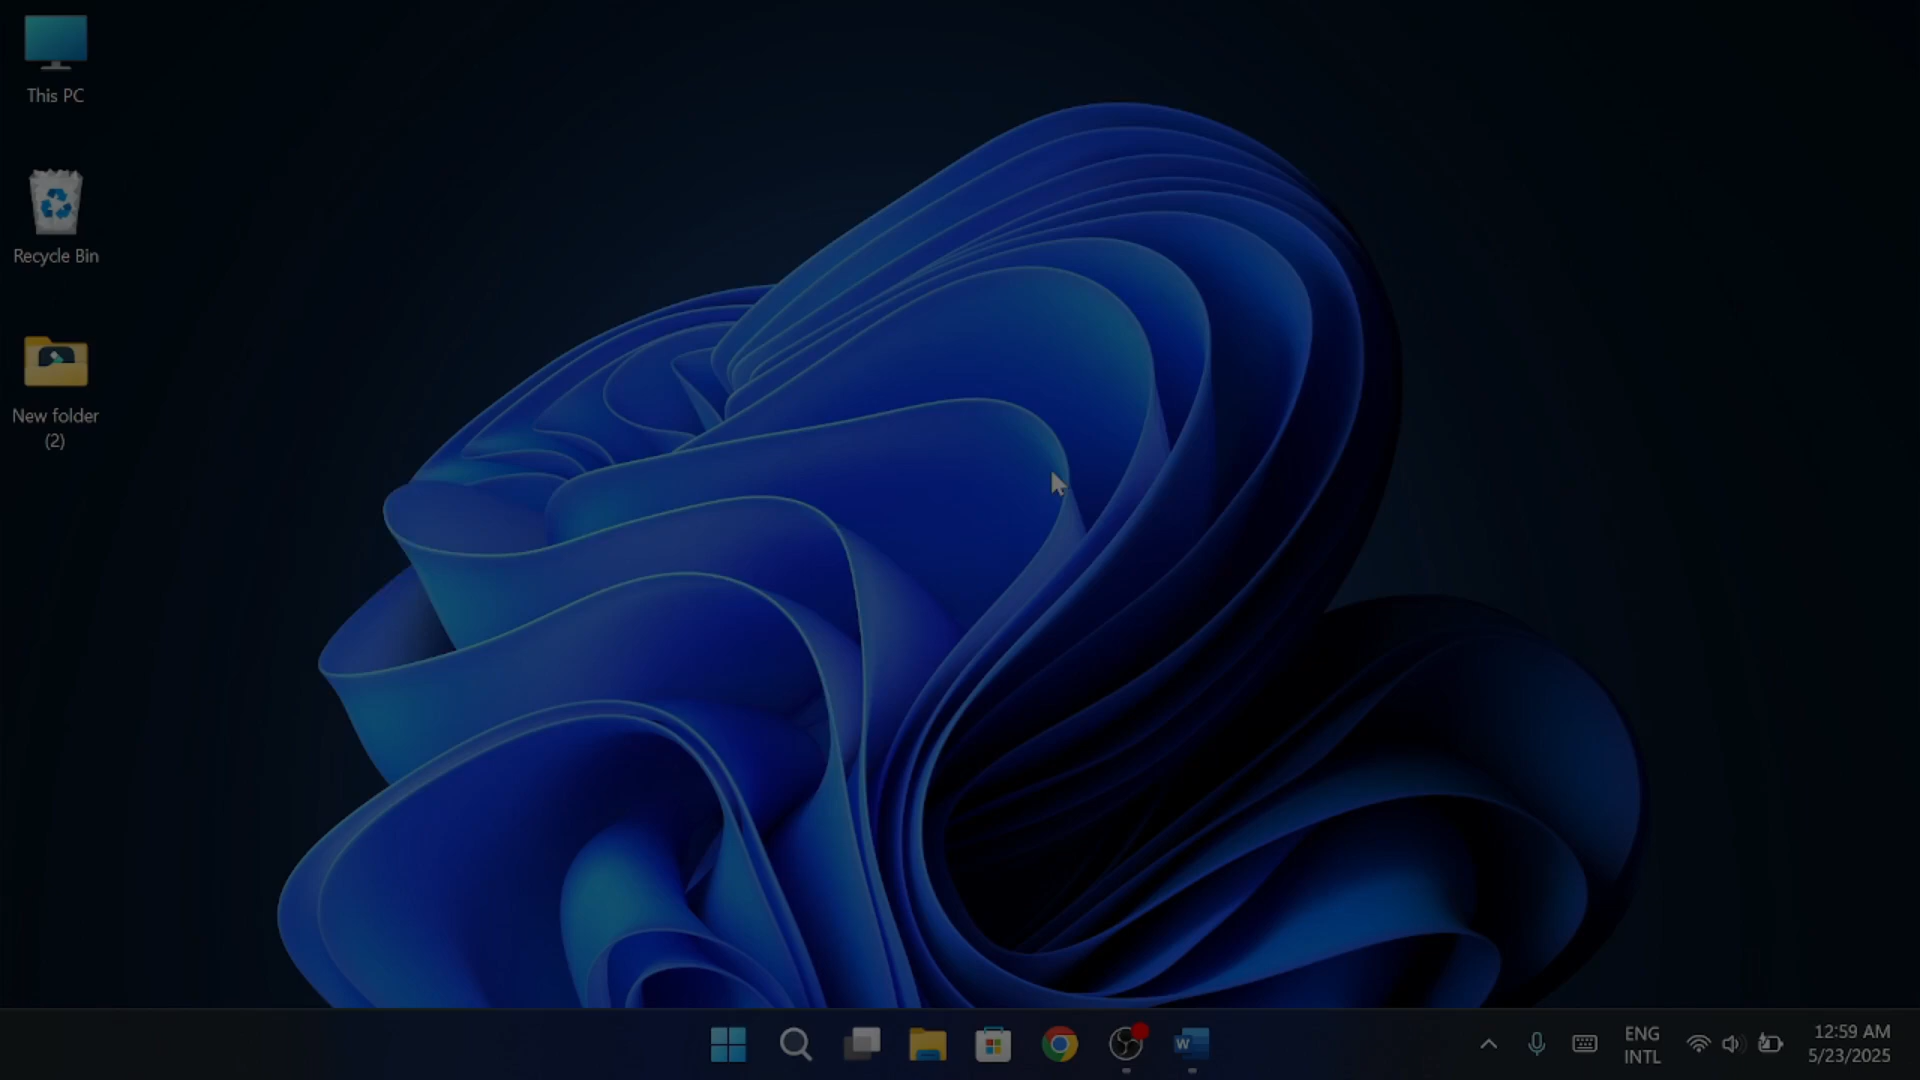 This PC
Recycle Bin
New folder
(2)
W
ENG
INTL
12:59 AM
5/23/2025